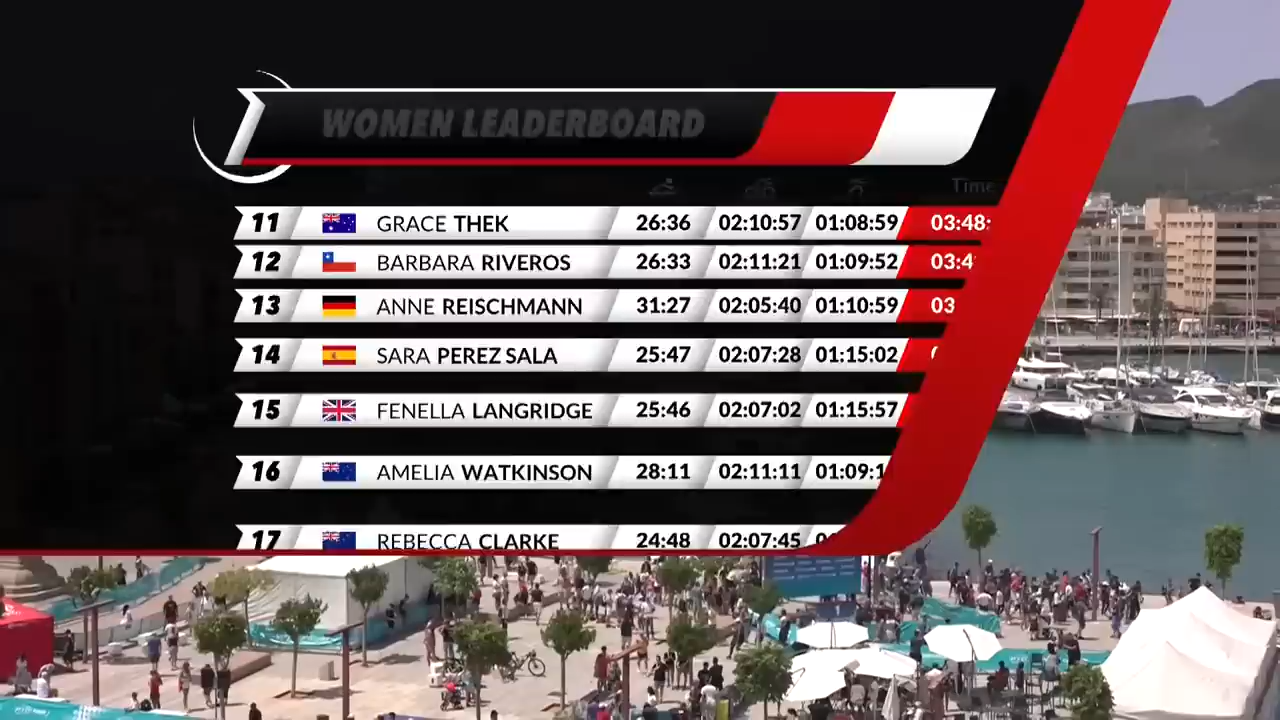 WOMEN LEADERBOARD
Time
11 GRACE THEK 26:36 02:10:57 01:08:59 03:48:
12 BARBARA RIVEROS 26:33 02:11:21 01:09:52 03:4
13 ANNE REISCHMANN 31:27 02:05:40 01:10:59 03
14 SARA PEREZ SALA 25:47 02:07:28 01:15:02
15 FENELLA LANGRIDGE 25:46 02:07:02 01:15:57
16 AMELIA WATKINSON 28:11 02:11:11 01:09:1
17 REBECCA CLARKE 24:48 02:07:45